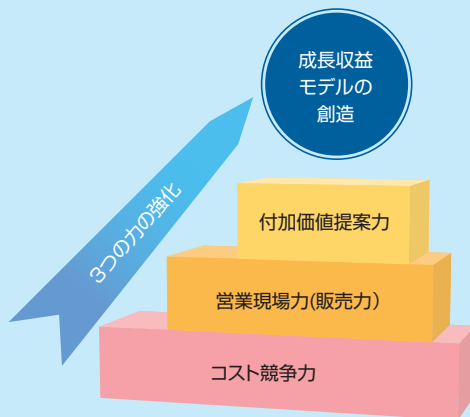 成長収益
モデルの
創造
3つの力の強化
付加価値提案力
営業現場力(販売力）
コスト競争力